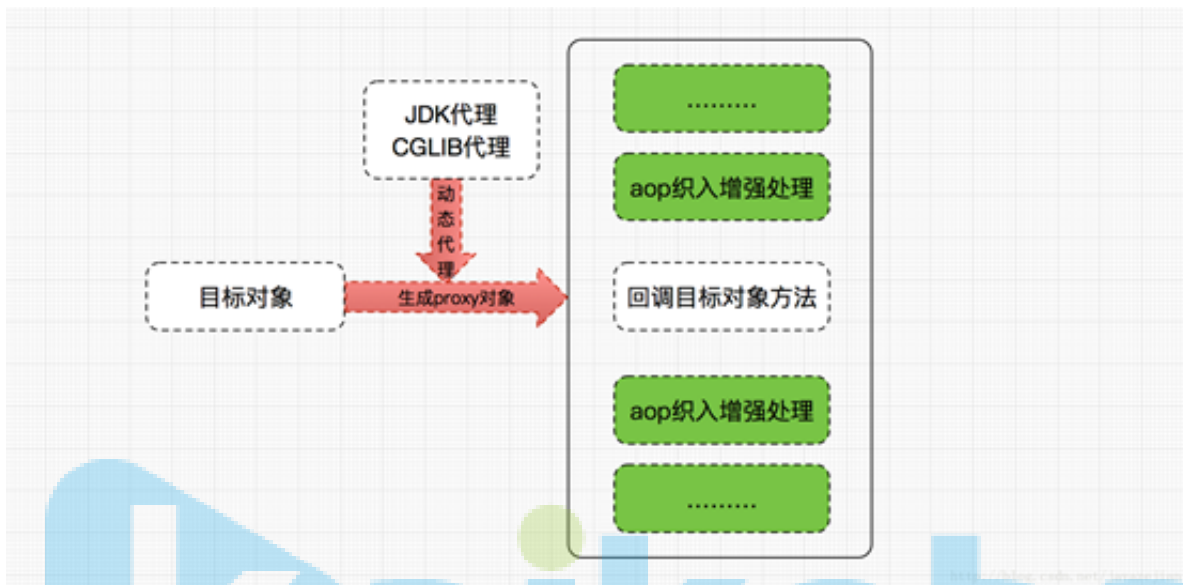 JDK代理
CGLIB代理
动态代理
目标对象
生成proxy对象
.........
aop织入增强处理
回调目标对象方法
aop织入增强处理
.........